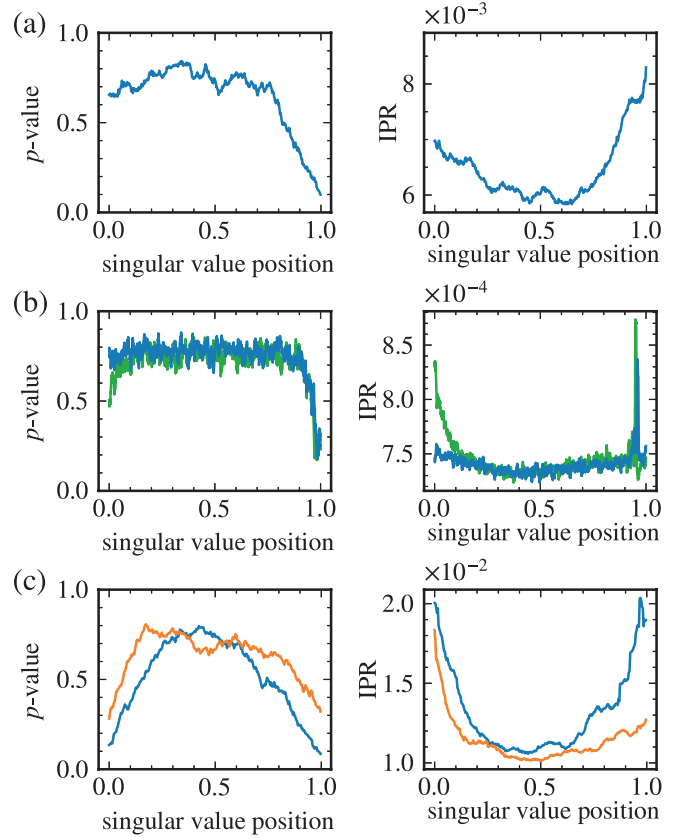 (a)
×10⁻³
1.0
0.5
0.0
p-value
0.0 0.5 1.0
singular value position
8
6
IPR
0.0 0.5 1.0
singular value position
(b)
×10⁻⁴
1.0
0.5
0.0
p-value
0.0 0.5 1.0
singular value position
8.5
8.0
7.5
IPR
0.0 0.5 1.0
singular value position
(c)
×10⁻²
1.0
0.5
0.0
p-value
0.0 0.5 1.0
singular value position
2.0
1.5
1.0
IPR
0.0 0.5 1.0
singular value position